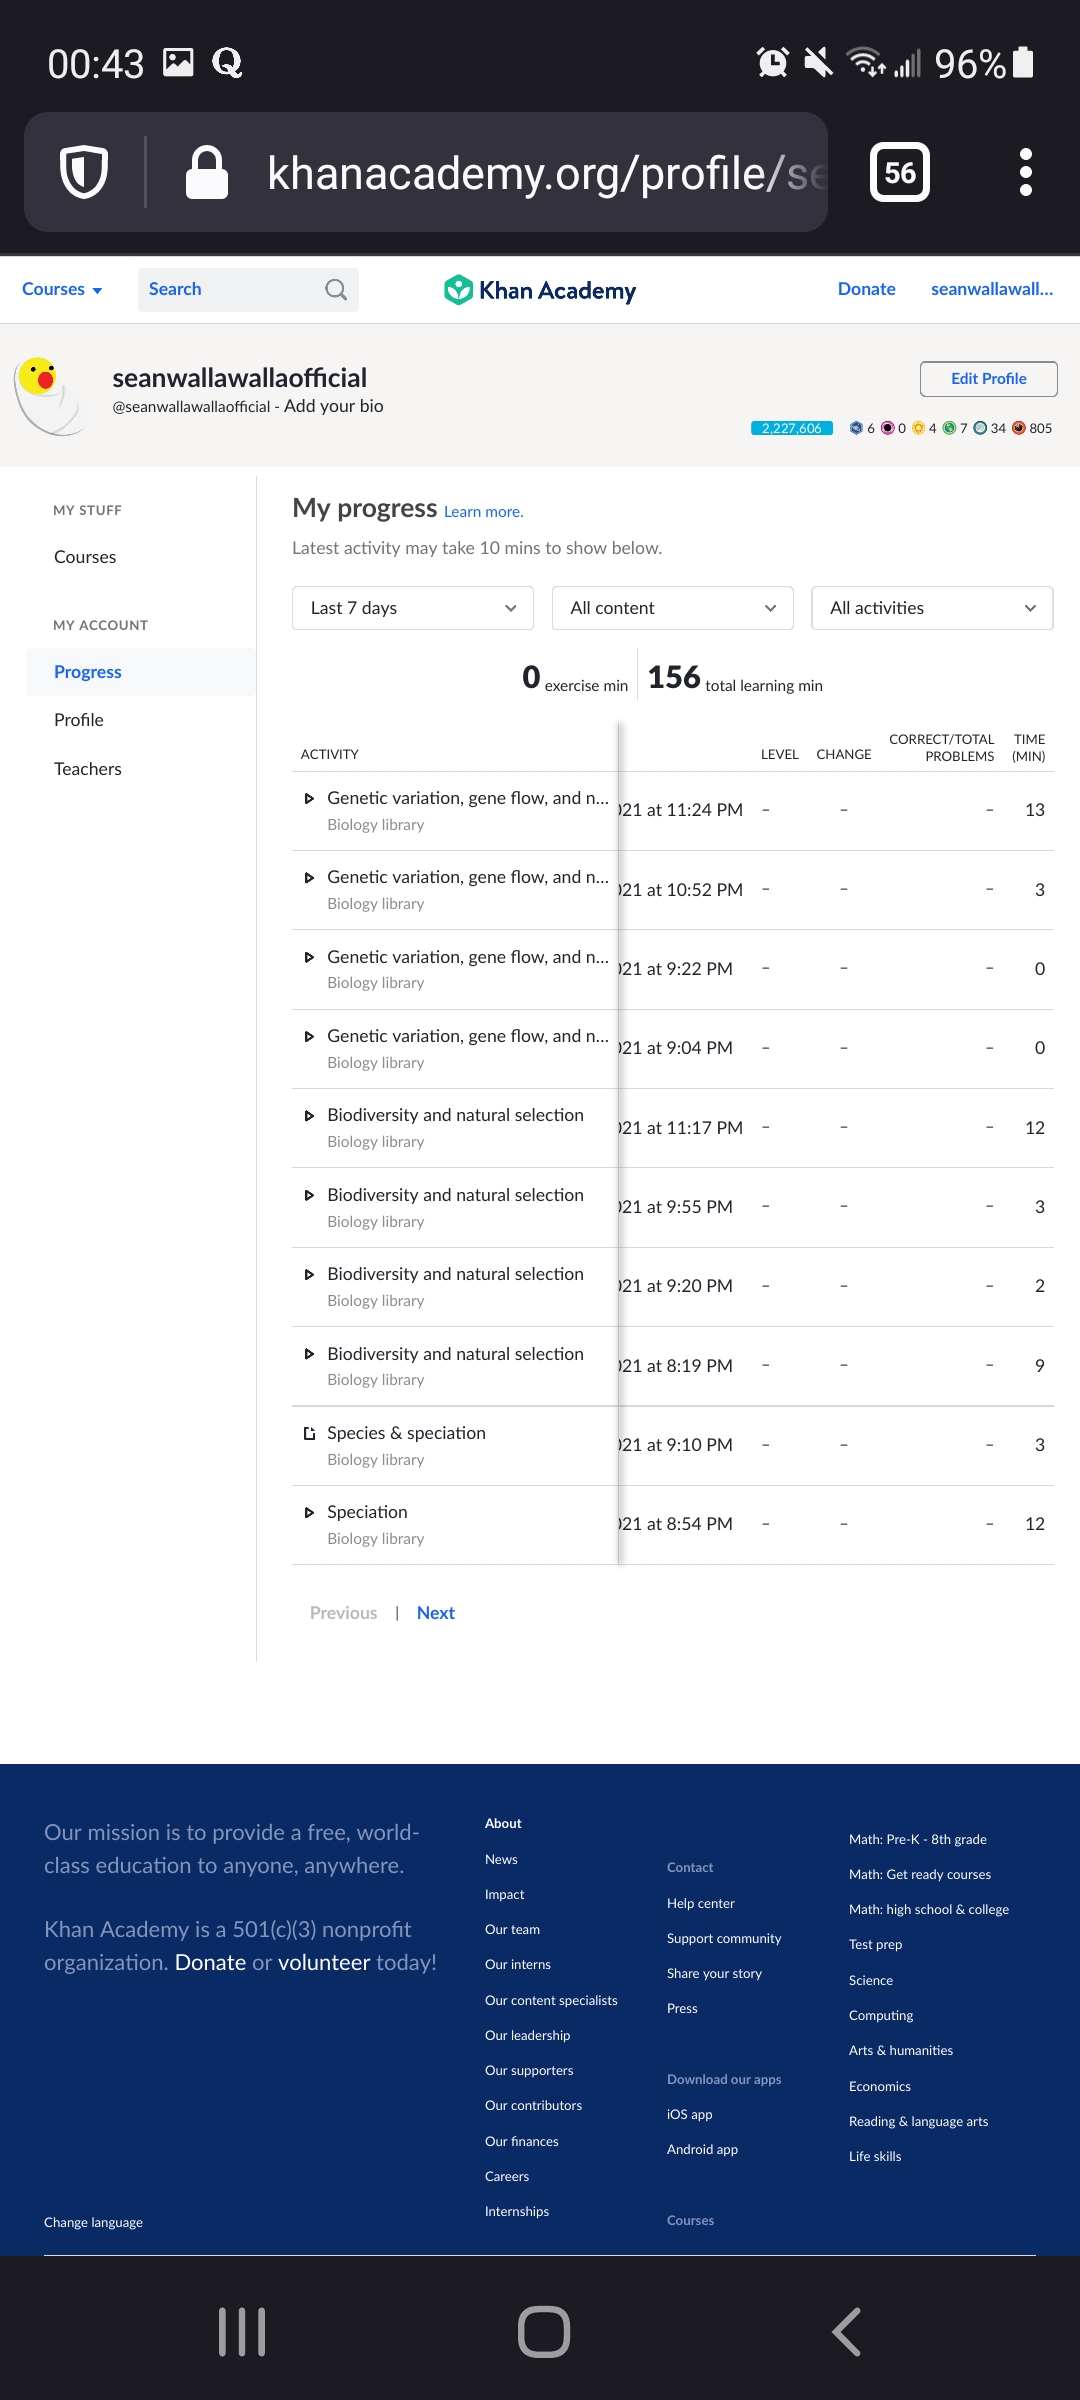 00:43
96%
khanacademy.org/profile/se
56
Courses
Search
Khan Academy
Donate
seanwallawall...
seanwallawallaofficial
@seanwallawallaofficial - Add your bio
Edit Profile
2,227,606 6 0 4 7 34 805
MY STUFF
Courses
MY ACCOUNT
Progress
Profile
Teachers
My progress Learn more.
Latest activity may take 10 mins to show below.
Last 7 days
All content
All activities
0 exercise min
156 total learning min
ACTIVITY LEVEL CHANGE CORRECT/TOTAL PROBLEMS TIME (MIN)
Genetic variation, gene flow, and n... 021 at 11:24 PM – – – 13
Biology library
Genetic variation, gene flow, and n... 021 at 10:52 PM – – – 3
Biology library
Genetic variation, gene flow, and n... 021 at 9:22 PM – – – 0
Biology library
Genetic variation, gene flow, and n... 021 at 9:04 PM – – – 0
Biology library
Biodiversity and natural selection 021 at 11:17 PM – – – 12
Biology library
Biodiversity and natural selection 021 at 9:55 PM – – – 3
Biology library
Biodiversity and natural selection 021 at 9:20 PM – – – 2
Biology library
Biodiversity and natural selection 021 at 8:19 PM – – – 9
Biology library
Species & speciation 021 at 9:10 PM – – – 3
Biology library
Speciation 021 at 8:54 PM – – – 12
Biology library
Previous | Next
Our mission is to provide a free, world-
class education to anyone, anywhere.
Khan Academy is a 501(c)(3) nonprofit
organization. Donate or volunteer today!
About
News
Impact
Our team
Our interns
Our content specialists
Our leadership
Our supporters
Our contributors
Our finances
Careers
Internships
Contact
Help center
Support community
Share your story
Press
Download our apps
iOS app
Android app
Courses
Math: Pre-K - 8th grade
Math: Get ready courses
Math: high school & college
Test prep
Science
Computing
Arts & humanities
Economics
Reading & language arts
Life skills
Change language